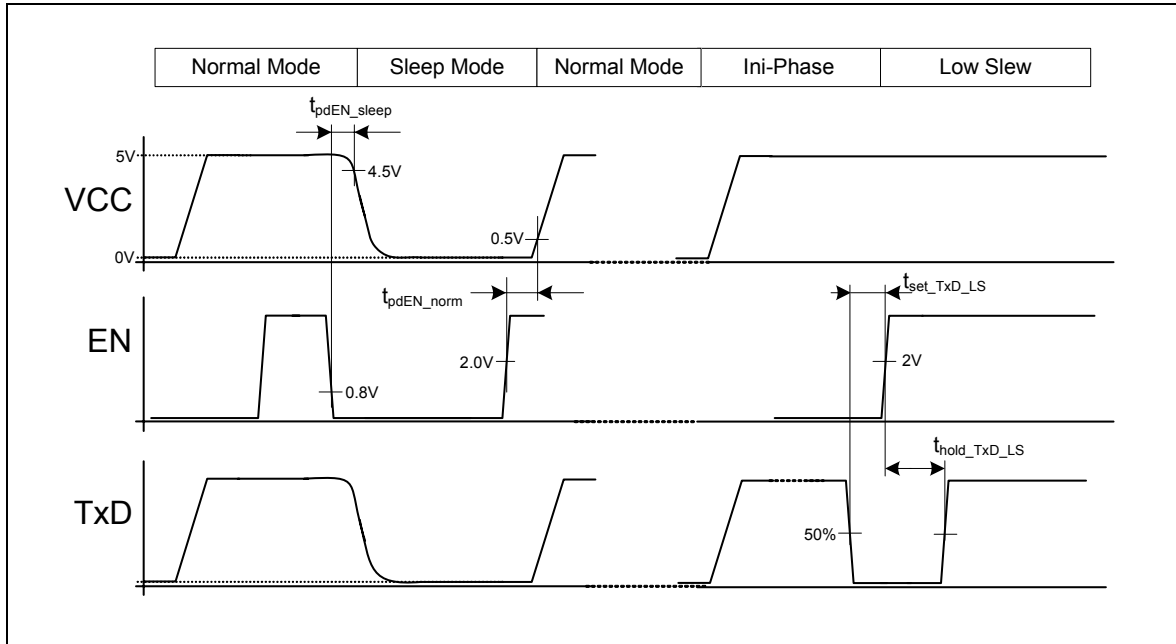 Normal Mode Sleep Mode Normal Mode Ini-Phase Low Slew
tpdEN_sleep
5V
4.5V
VCC
0.5V
0V
tpdEN_norm
tset_TxD_LS
EN
2.0V
2V
0.8V
thold_TxD_LS
TxD
50%